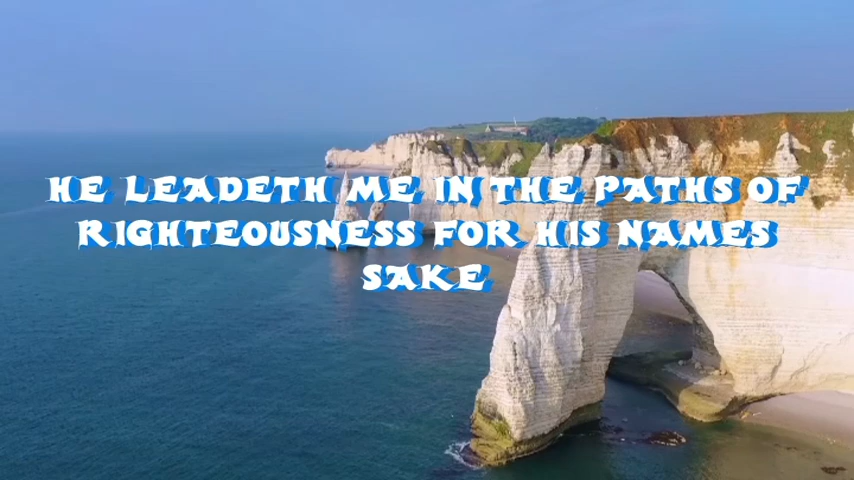 HE LEADETH ME IN THE PATHS OF
RIGHTEOUSNESS FOR HIS NAMES
SAKE